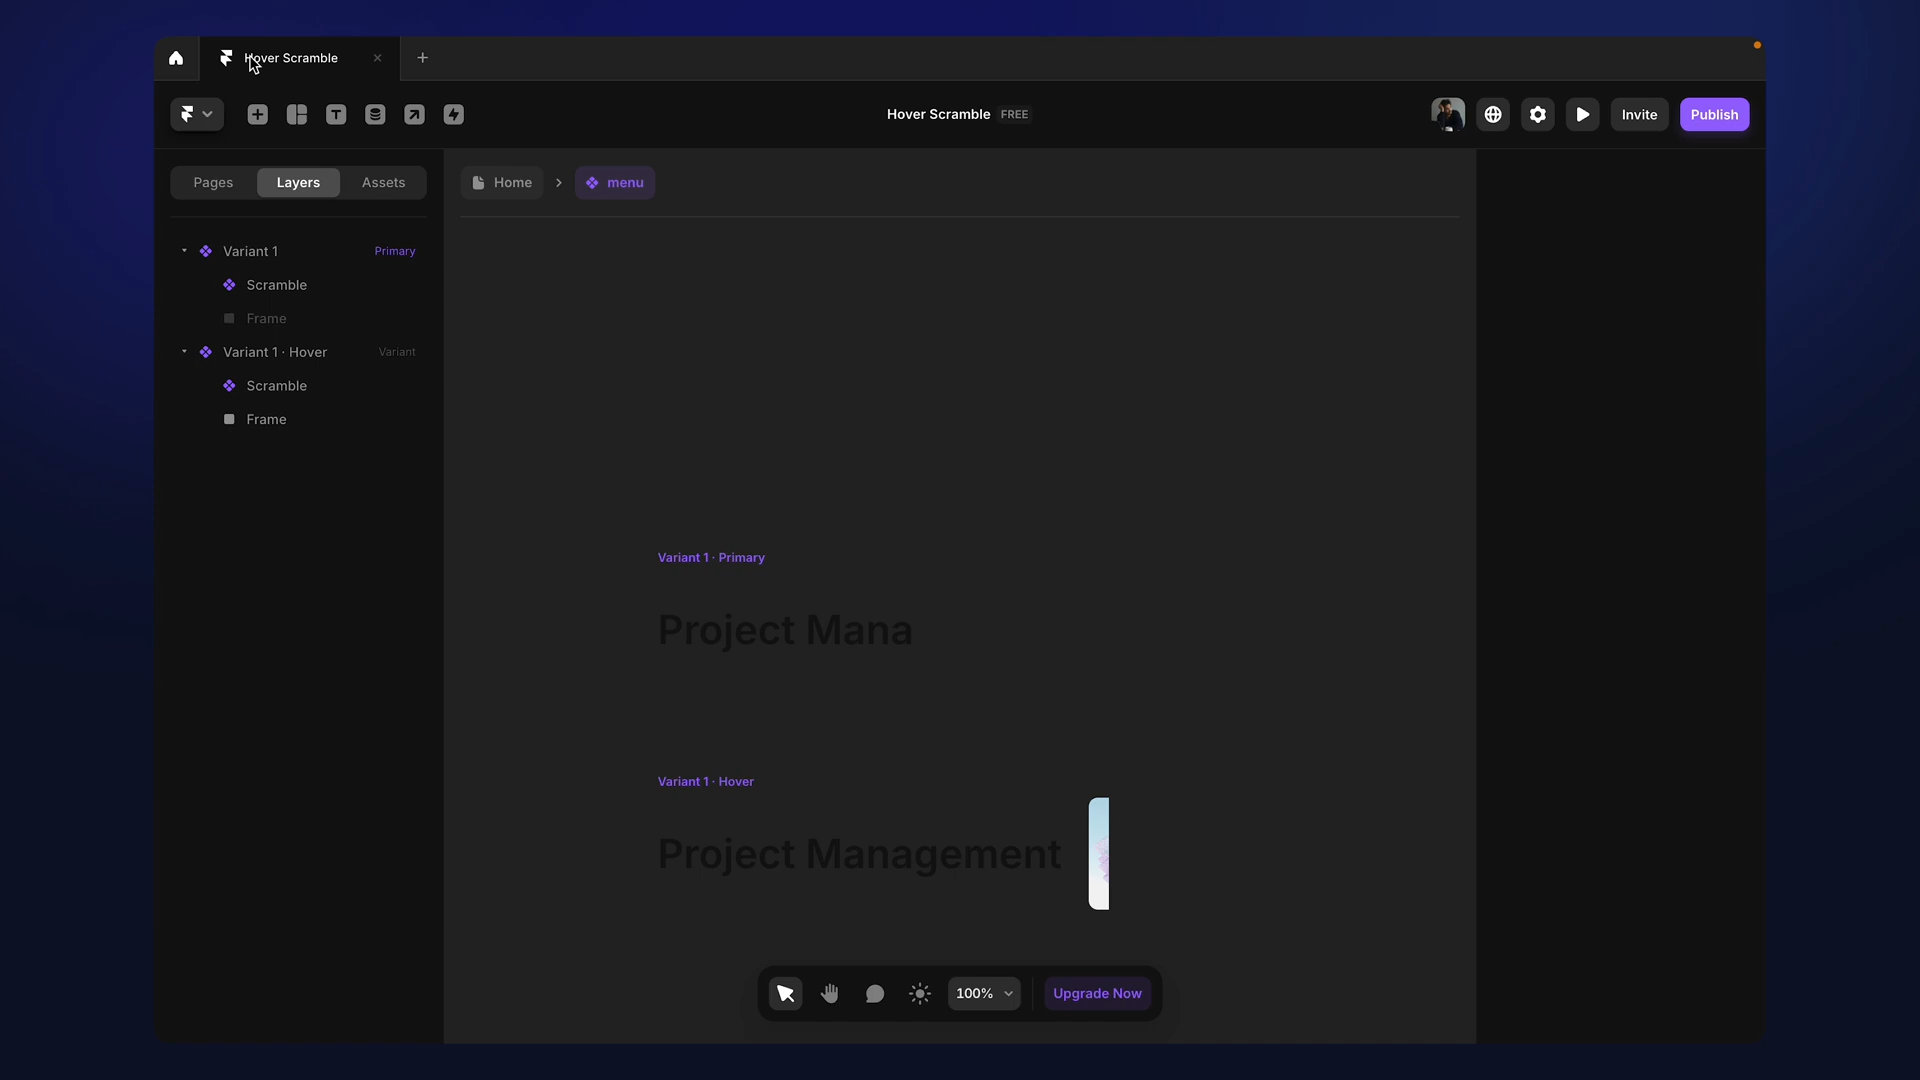 Hover Scramble
Hover Scramble FREE
Invite
Publish
Pages
Layers
Assets
Home
menu
Variant 1
Primary
Scramble
Frame
Variant 1 · Hover
Variant
Scramble
Frame
Variant 1 · Primary
Project Mana
Variant 1 · Hover
Project Management
100%
Upgrade Now